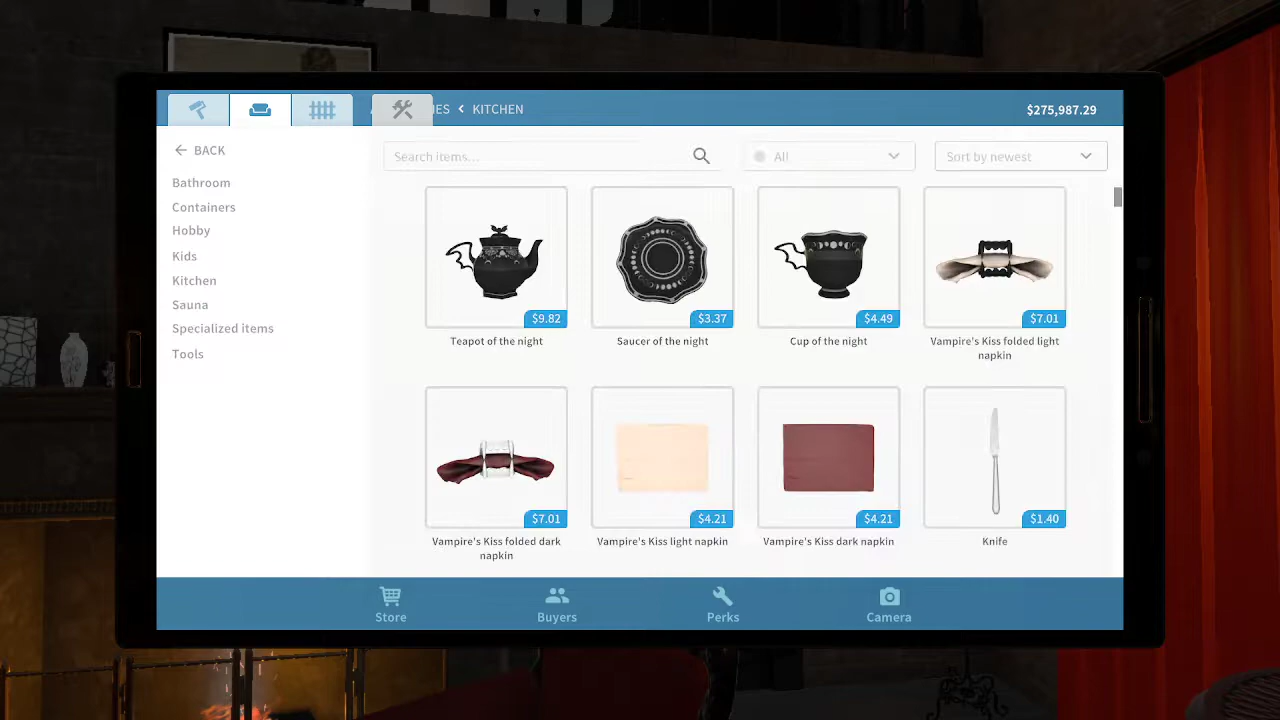 ES < KITCHEN
$275,987.29
← BACK
Bathroom
Containers
Hobby
Kids
Kitchen
Sauna
Specialized items
Tools
Search items...
All
Sort by newest
$9.82
$3.37
$4.49
$7.01
Teapot of the night
Saucer of the night
Cup of the night
Vampire's Kiss folded light
napkin
$7.01
$4.21
$4.21
$1.40
Vampire's Kiss folded dark
napkin
Vampire's Kiss light napkin
Vampire's Kiss dark napkin
Knife
Store
Buyers
Perks
Camera